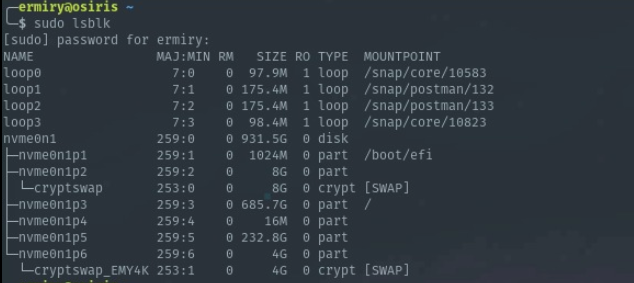 ermiry@osiris ~
$ sudo lsblk
[sudo] password for ermiry:
NAME MAJ:MIN RM SIZE RO TYPE MOUNTPOINT
loop0 7:0 0 97.9M 1 loop /snap/core/10583
loop1 7:1 0 175.4M 1 loop /snap/postman/132
loop2 7:2 0 175.4M 1 loop /snap/postman/133
loop3 7:3 0 98.4M 1 loop /snap/core/10823
nvme0n1 259:0 0 931.5G 0 disk
├─nvme0n1p1 259:1 0 1024M 0 part /boot/efi
├─nvme0n1p2 259:2 0 8G 0 part
│ └─cryptswap 253:0 0 8G 0 crypt [SWAP]
├─nvme0n1p3 259:3 0 685.7G 0 part /
├─nvme0n1p4 259:4 0 16M 0 part
├─nvme0n1p5 259:5 0 232.8G 0 part
└─nvme0n1p6 259:6 0 4G 0 part
└─cryptswap_EMY4K 253:1 0 4G 0 crypt [SWAP]